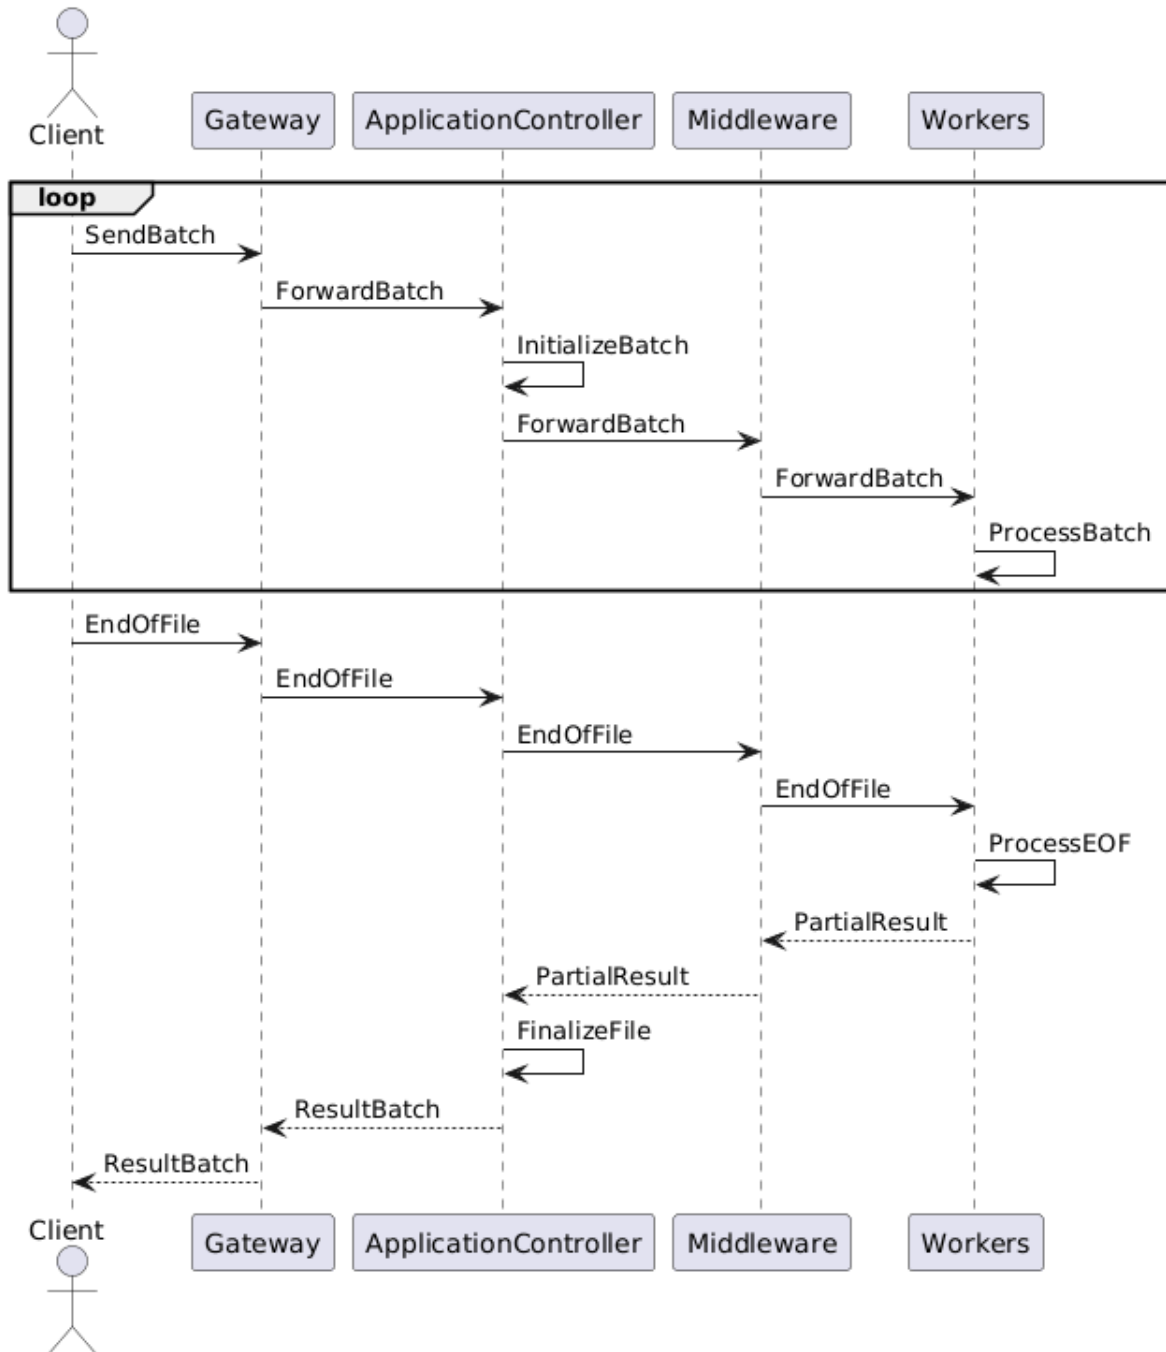 Client
Gateway
ApplicationController
Middleware
Workers
loop
SendBatch
ForwardBatch
InitializeBatch
ForwardBatch
ForwardBatch
ProcessBatch
EndOfFile
EndOfFile
EndOfFile
EndOfFile
ProcessEOF
PartialResult
PartialResult
FinalizeFile
ResultBatch
ResultBatch
Client
Gateway
ApplicationController
Middleware
Workers